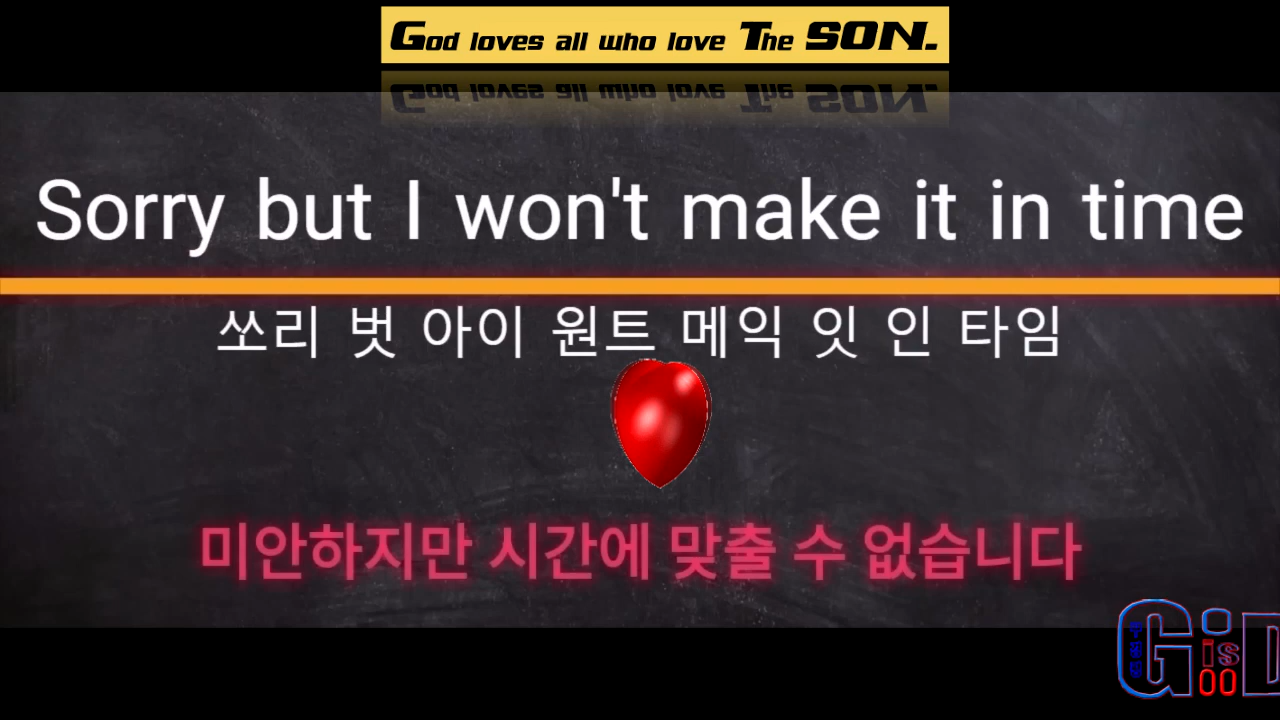 God loves all who love The SON.
Sorry but I won't make it in time
쏘리 벗 아이 원트 메익 잇 인 타임
미안하지만 시간에 맞출 수 없습니다
G is